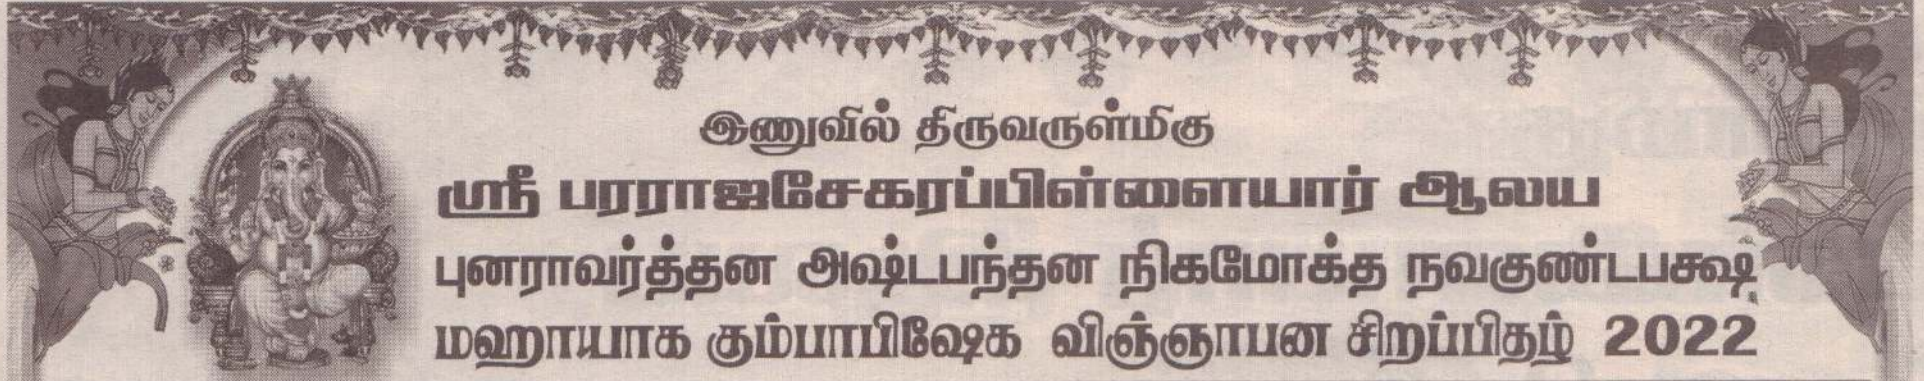 இணுவில் திருவருள்மிகு
ஸ்ரீ பரராஜசேகரப்பிள்ளையார் ஆலய
புனராவர்த்தன அஷ்டபந்தன நிகமோக்த நவகுண்டபக்ஷ
மஹாயாக கும்பாபிஷேக விஞ்ஞாபன சிறப்பிதழ் 2022